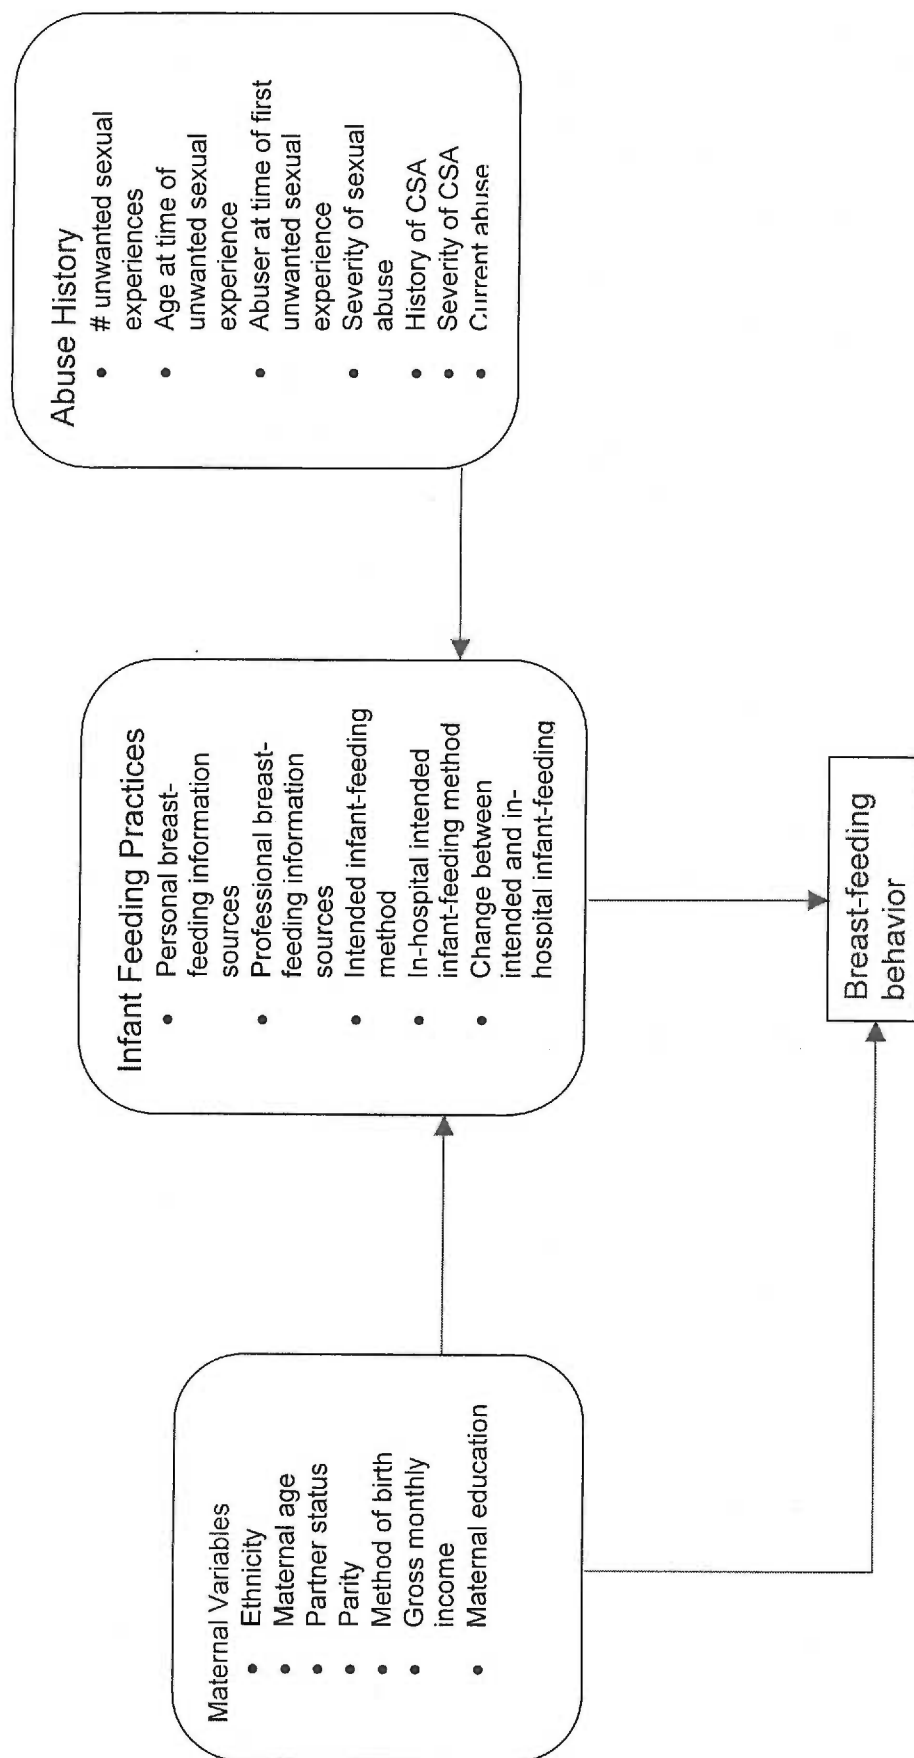 Maternal Variables
• Ethnicity
• Maternal age
• Partner status
• Parity
• Method of birth
• Gross monthly
income
• Maternal education
Infant Feeding Practices
• Personal breast-
feeding information
sources
• Professional breast-
feeding information
sources
• Intended infant-feeding
method
• In-hospital intended
infant-feeding method
• Change between
intended and in-
hospital infant-feeding
Abuse History
• # unwanted sexual
experiences
• Age at time of
unwanted sexual
experience
• Abuser at time of first
unwanted sexual
experience
• Severity of sexual
abuse
• History of CSA
• Severity of CSA
• Current abuse
Breast-feeding
behavior